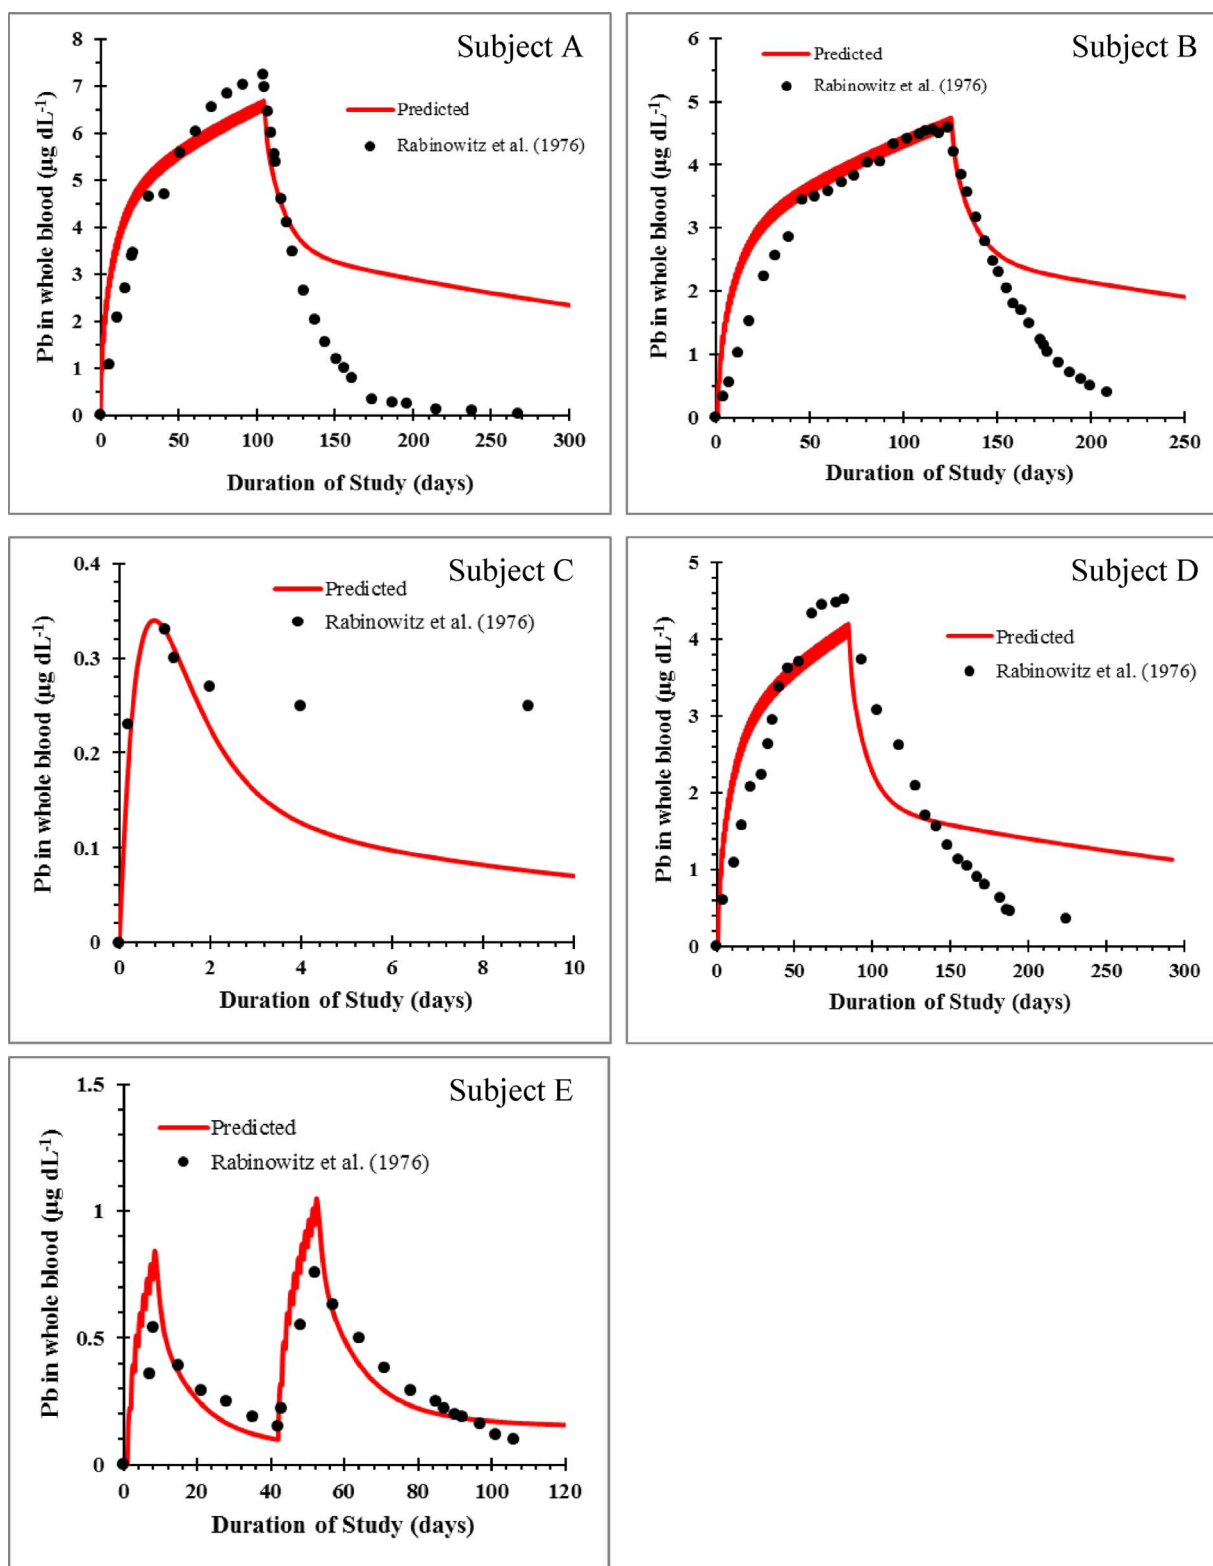 Subject A
Predicted
Rabinowitz et al. (1976)
Pb in whole blood (µg dL-1)
8
7
6
5
4
3
2
1
0
0 50 100 150 200 250 300
Duration of Study (days)
Subject B
Predicted
Rabinowitz et al. (1976)
Pb in whole blood (µg dL-1)
6
5
4
3
2
1
0
0 50 100 150 200 250
Duration of Study (days)
Subject C
Predicted
Rabinowitz et al. (1976)
Pb in whole blood (µg dL-1)
0.4
0.3
0.2
0.1
0
0 2 4 6 8 10
Duration of Study (days)
Subject D
Predicted
Rabinowitz et al. (1976)
Pb in whole blood (µg dL-1)
5
4
3
2
1
0
0 50 100 150 200 250 300
Duration of Study (days)
Subject E
Predicted
Rabinowitz et al. (1976)
Pb in whole blood (µg dL-1)
1.5
1
0.5
0
0 20 40 60 80 100 120
Duration of Study (days)